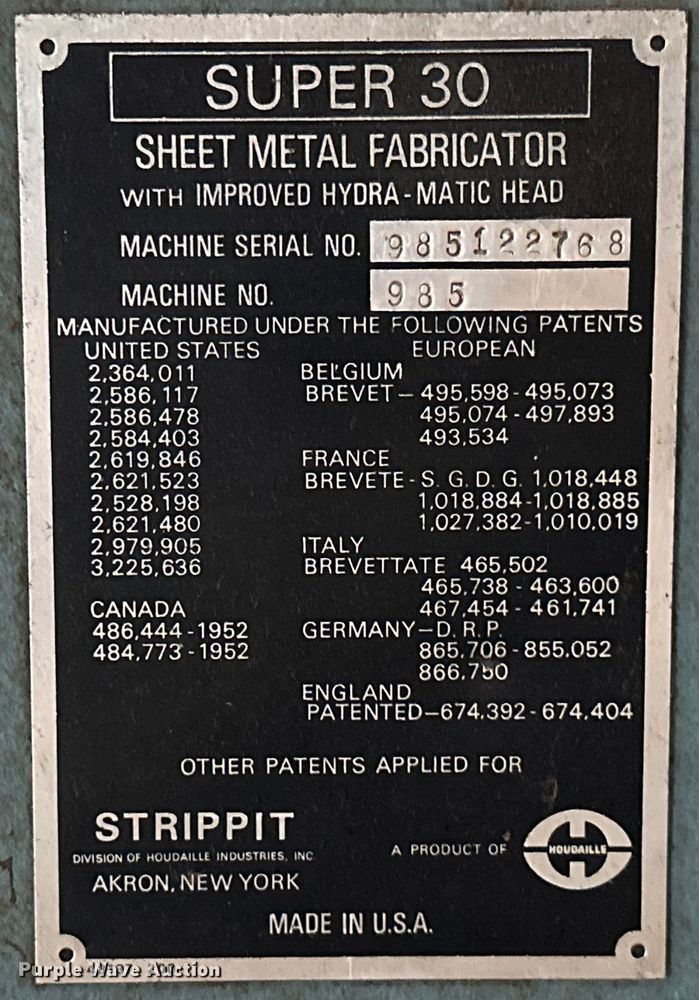 SUPER 30
SHEET METAL FABRICATOR
WITH IMPROVED HYDRA-MATIC HEAD
MACHINE SERIAL NO. 985122768
MACHINE NO. 985
MANUFACTURED UNDER THE FOLLOWING PATENTS
UNITED STATES
2,364,011
2,586,117
2,586,478
2,584,403
2,619,846
2,621,523
2,528,198
2,621,480
2,979,905
3,225,636
CANADA
486,444-1952
484,773-1952
EUROPEAN
BELGIUM
BREVET—495,598-495,073
495,074-497,893
493,534
FRANCE
BREVETE-S. G. D. G. 1,018,448
1,018,884-1,018,885
1,027,382-1,010,019
ITALY
BREVETTATE 465,502
465,738-463,600
467,454-461,741
GERMANY—D. R. P.
865,706-855.052
866.750
ENGLAND
PATENTED—674,392-674,404
OTHER PATENTS APPLIED FOR
STRIPPIT
DIVISION OF HOUDAILLE INDUSTRIES, INC
AKRON, NEW YORK
A PRODUCT OF
HOUDAILLE
MADE IN U.S.A.
Purple Wave Auction